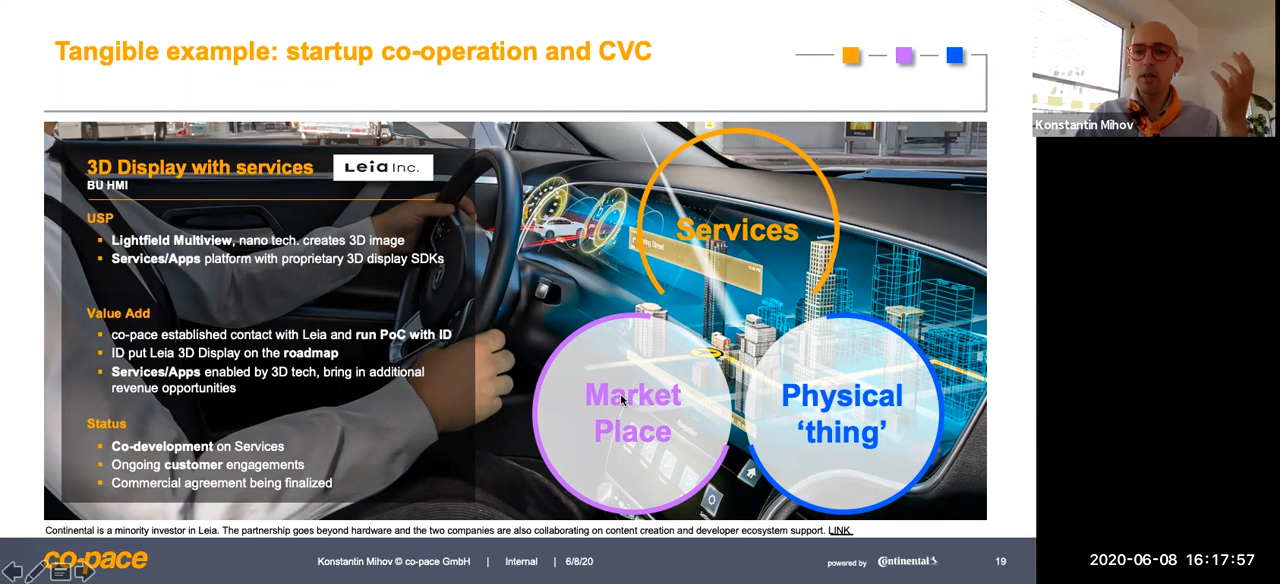 Tangible example: startup co-operation and CVC
3D Display with services
Leia Inc.
BU HMI
USP
Lightfield Multiview, nano tech. creates 3D image
Services/Apps platform with proprietary 3D display SDKs
Value Add
co-pace established contact with Leia and run PoC with ID
ID put Leia 3D Display on the roadmap
Services/Apps enabled by 3D tech, bring in additional
revenue opportunities
Status
Co-development on Services
Ongoing customer engagements
Commercial agreement being finalized
Services
Market
Place
Physical
‘thing’
Continental is a minority investor in Leia. The partnership goes beyond hardware and the two companies are also collaborating on content creation and developer ecosystem support. LINK
co-pace
Konstantin Mihov © co-pace GmbH | Internal | 6/8/20
powered by
Continental
19
Konstantin Mihov
2020-06-08 16:17:57